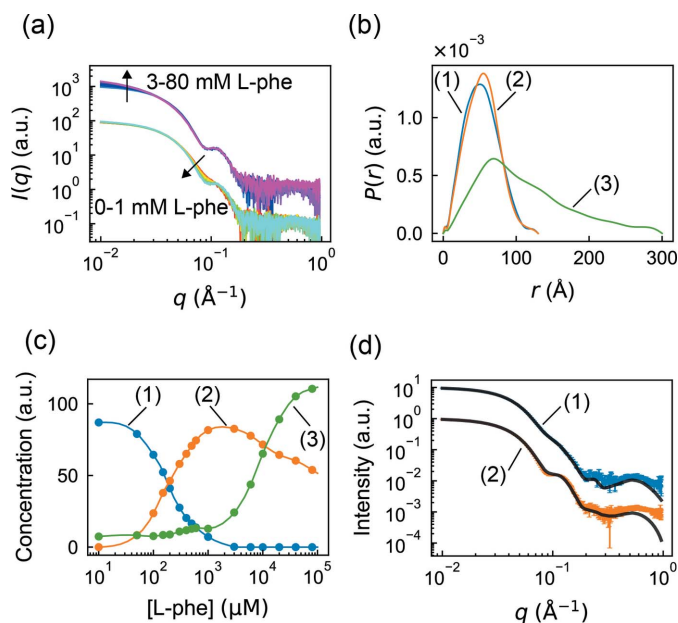 (a)
10³
10²
10¹
10⁰
10⁻¹
I(q) (a.u.)
3-80 mM L-phe
0-1 mM L-phe
10⁻² 10⁻¹ 10⁰
q (Å⁻¹)
(b)
×10⁻³
1.0
0.5
0.0
P(r) (a.u.)
(1)
(2)
(3)
0 100 200 300
r (Å)
(c)
100
50
0
Concentration (a.u.)
(1)
(2)
(3)
10¹ 10² 10³ 10⁴ 10⁵
[L-phe] (μM)
(d)
10¹
10⁰
10⁻¹
10⁻²
10⁻³
10⁻⁴
Intensity (a.u.)
(1)
(2)
10⁻² 10⁻¹ 10⁰
q (Å⁻¹)